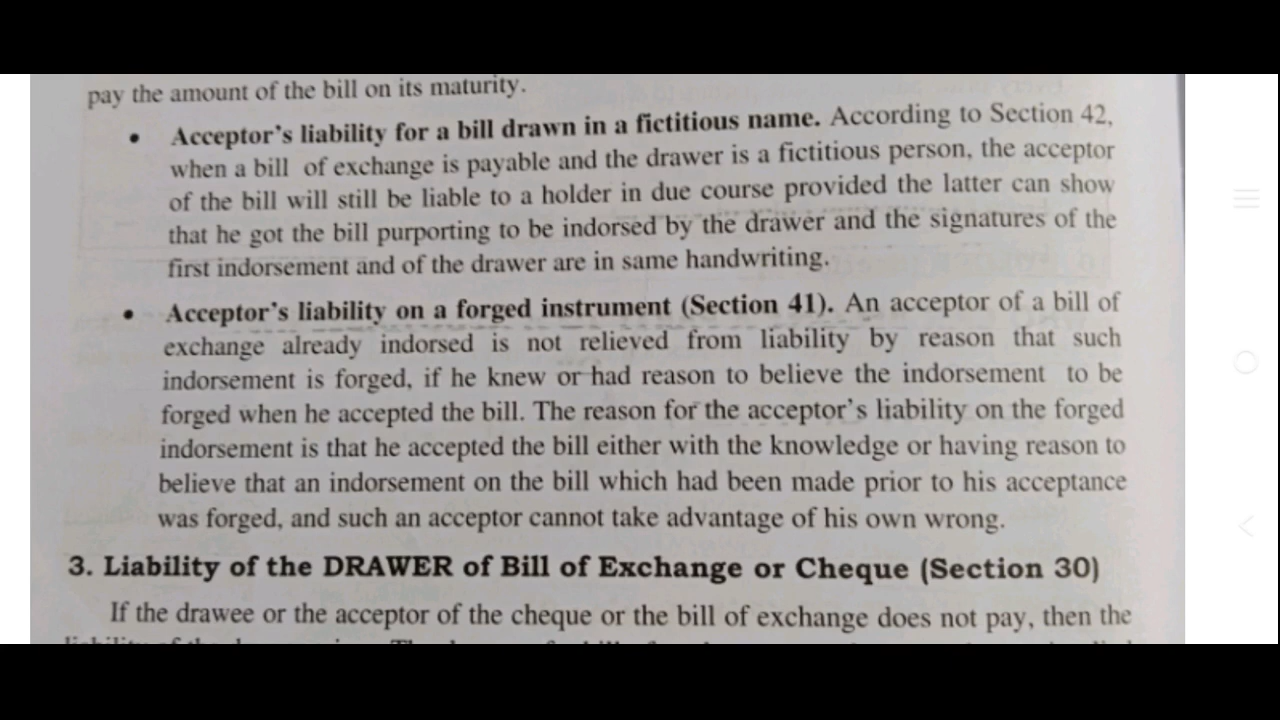 pay the amount of the bill on its maturity.
• Acceptor's liability for a bill drawn in a fictitious name. According to Section 42,
when a bill of exchange is payable and the drawer is a fictitious person, the acceptor
of the bill will still be liable to a holder in due course provided the latter can show
that he got the bill purporting to be indorsed by the drawer and the signatures of the
first indorsement and of the drawer are in same handwriting.
• Acceptor's liability on a forged instrument (Section 41). An acceptor of a bill of
exchange already indorsed is not relieved from liability by reason that such
indorsement is forged, if he knew or had reason to believe the indorsement to be
forged when he accepted the bill. The reason for the acceptor's liability on the forged
indorsement is that he accepted the bill either with the knowledge or having reason to
believe that an indorsement on the bill which had been made prior to his acceptance
was forged, and such an acceptor cannot take advantage of his own wrong.
3. Liability of the DRAWER of Bill of Exchange or Cheque (Section 30)
If the drawee or the acceptor of the cheque or the bill of exchange does not pay, then the